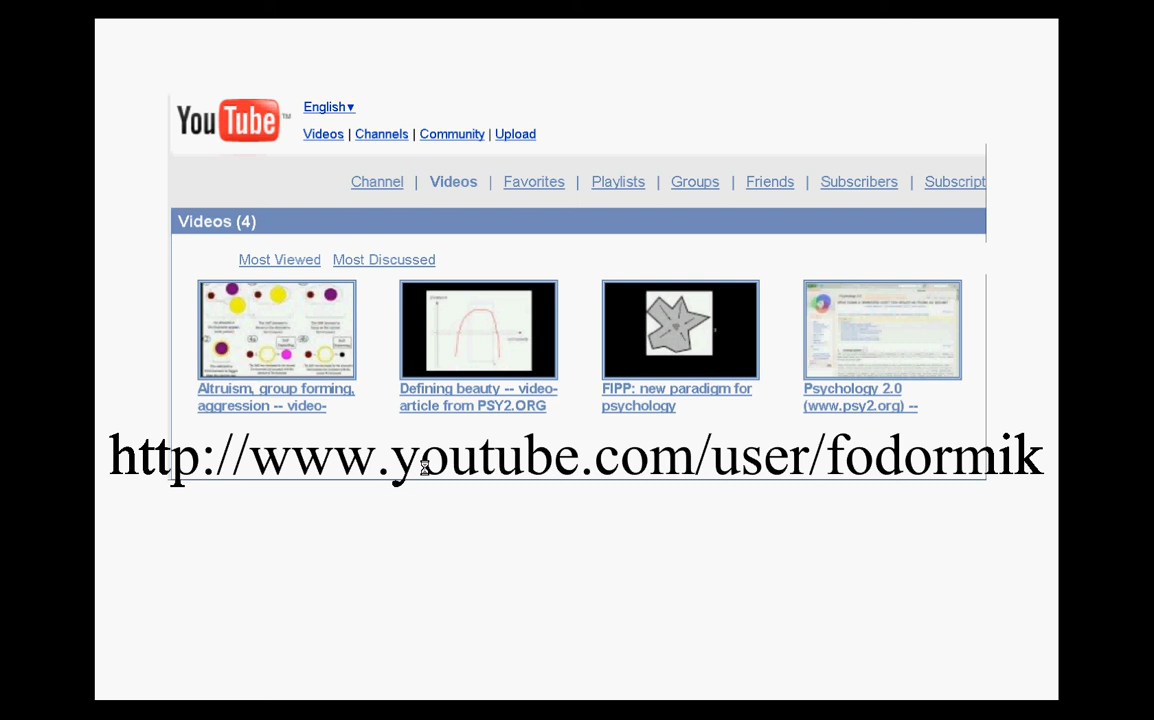 YouTube™
English▼
Videos | Channels | Community | Upload
Channel | Videos | Favorites | Playlists | Groups | Friends | Subscribers | Subscript
Videos (4)
Most Viewed Most Discussed
Altruism, group forming,
aggression -- video-
Defining beauty -- video-
article from PSY2.ORG
FIPP: new paradigm for
psychology
Psychology 2.0
(www.psy2.org) --
http://www.youtube.com/user/fodormik